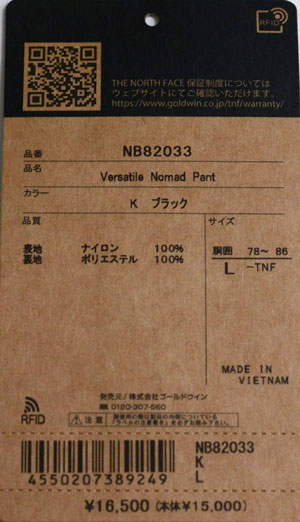 RFID
THE NORTH FACE 保証制度については
ウェブサイトにてご確認いただけます。
https://www.goldwin.co.jp/tnf/warranty/
品番 NB82033
品名
Versatile Nomad Pant
カラー
K ブラック
品質
サイズ
表地 ナイロン 100%
裏地 ポリエステル 100%
胴囲 78~ 86
L -TNF
MADE IN
VIETNAM
発売元/株式会社ゴールドウイン
0120-307-560
RFID
注意
NB82033
K
L
4550207389249
¥16,500(本体¥15,000)